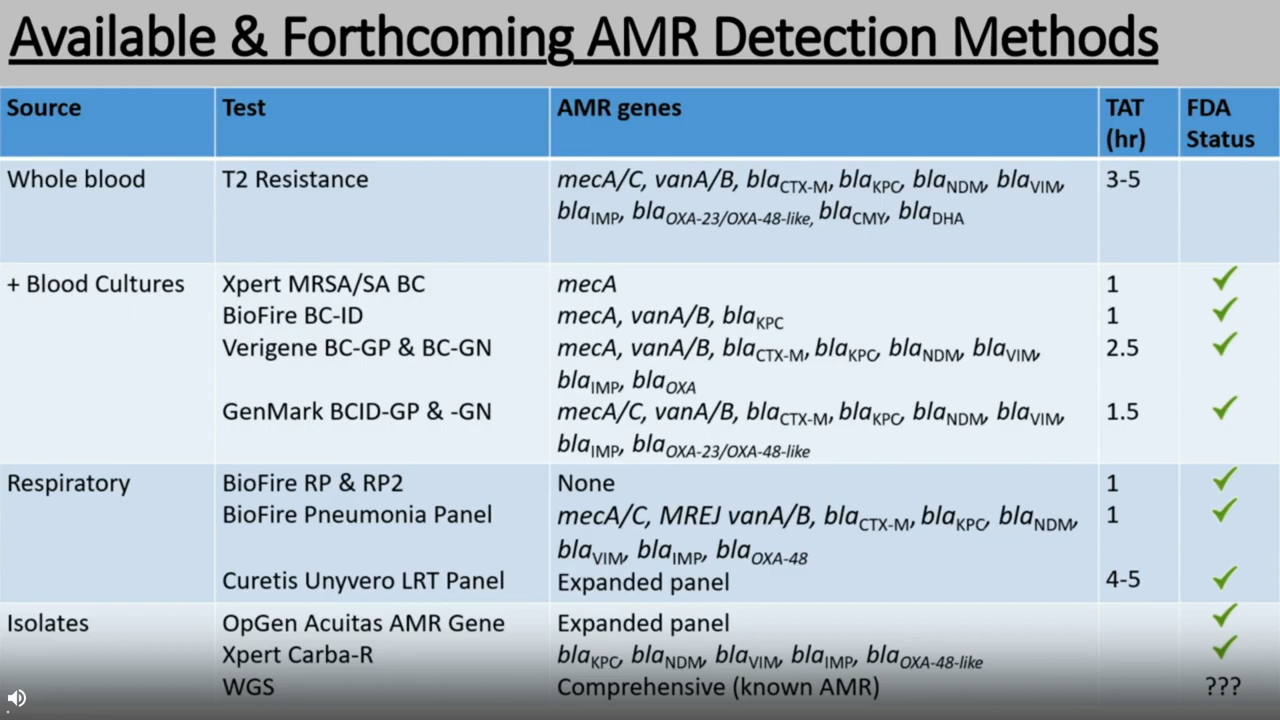 Available & Forthcoming AMR Detection Methods
Source Test AMR genes TAT (hr) FDA Status
Whole blood T2 Resistance mecA/C, vanA/B, blaCTX-M, blaKPC, blaNDM, blaVIM, 3-5
blaIMP, blaOXA-23/OXA-48-like, blaCMY, blaDHA
+ Blood Cultures Xpert MRSA/SA BC mecA 1 ✓
BioFire BC-ID mecA, vanA/B, blaKPC 1 ✓
Verigene BC-GP & BC-GN mecA, vanA/B, blaCTX-M, blaKPC, blaNDM, blaVIM, 2.5 ✓
blaIMP, blaOXA
GenMark BCID-GP & -GN mecA/C, vanA/B, blaCTX-M, blaKPC, blaNDM, blaVIM, 1.5 ✓
blaIMP, blaOXA-23/OXA-48-like
Respiratory BioFire RP & RP2 None 1 ✓
BioFire Pneumonia Panel mecA/C, MREJ vanA/B, blaCTX-M, blaKPC, blaNDM, 1 ✓
blaVIM, blaIMP, blaOXA-48
Curetis Unyvero LRT Panel Expanded panel 4-5 ✓
Isolates OpGen Acuitas AMR Gene Expanded panel ✓
Xpert Carba-R blaKPC, blaNDM, blaVIM, blaIMP, blaOXA-48-like ✓
WGS Comprehensive (known AMR) ???